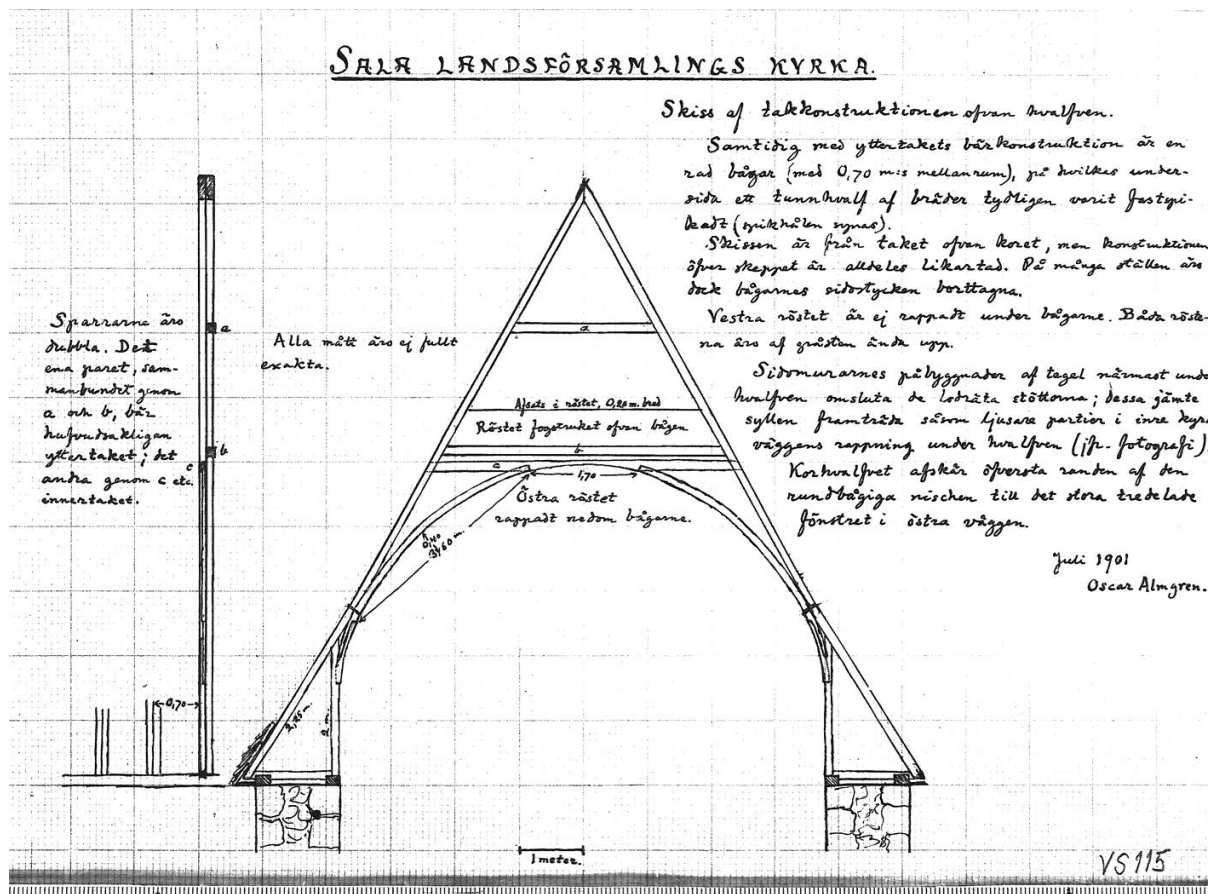 SALA LANDSFÖRSAMLINGS KYRKA.
Skiss af takkonstruktionen ofvan hvalfven.
Samtidig med yttertakets bärkonstruktion är en
rad bågar (med 0,70 m:s mellanrum), på hvilkas under-
sida ett tunnhvalf af bräder tydligen varit fastspi-
kadt (spikhålen synas).
Skissen är från taket ofvan koret, men konstruktionen
öfver skeppet är alldeles likartad. På många ställen äro
dock bågarnes sidostycken borttagna.
Vestra röstet är ej rappadt under bågarne. Båda röste-
na äro af gråsten ända upp.
Sidomurarnes påbyggnader af tegel närmast under
hvalfven omsluta de lodräta stöttorna; dessa jämte
syllen framträda såsom ljusare partier i inre kyrk
väggens rappning under hvalfven (jfr. fotografi).
Korhvalfvet afskär öfversta randen af den
rundbågiga nischen till det stora tredelade
fönstret i östra väggen.
Juli 1901
Oscar Almgren.
Sparrarne äro
dubbla. Det
ena paret, sam-
manbundet genom
a och b, bär
hufvudsakligen
yttertaket; det
andra genom c etc.
innertaket.
a
b
c
0,70
Alla mått äro ej fullt
exakta.
a
Afsats i röstet, 0,20 m. bred
Röstet fogstruket ofvan bågen
b
c
1,70
Östra röstet
rappadt nedom bågarne.
3,60 m.
2,25 m.
2 m.
1 meter.
VS 115